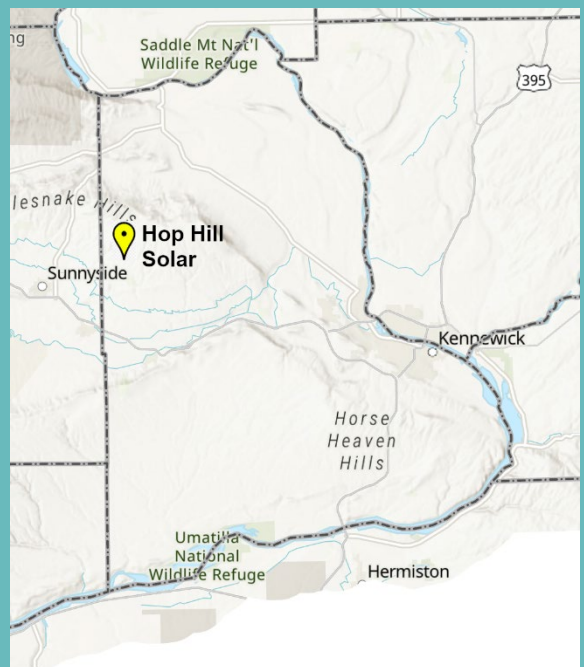 ng
Saddle Mt Nat'l
Wildlife Refuge
395
lesnake Hills
Hop Hill
Solar
Sunnyside
Kennewick
Horse
Heaven
Hills
Umatilla
National
Wildlife Refuge
Hermiston